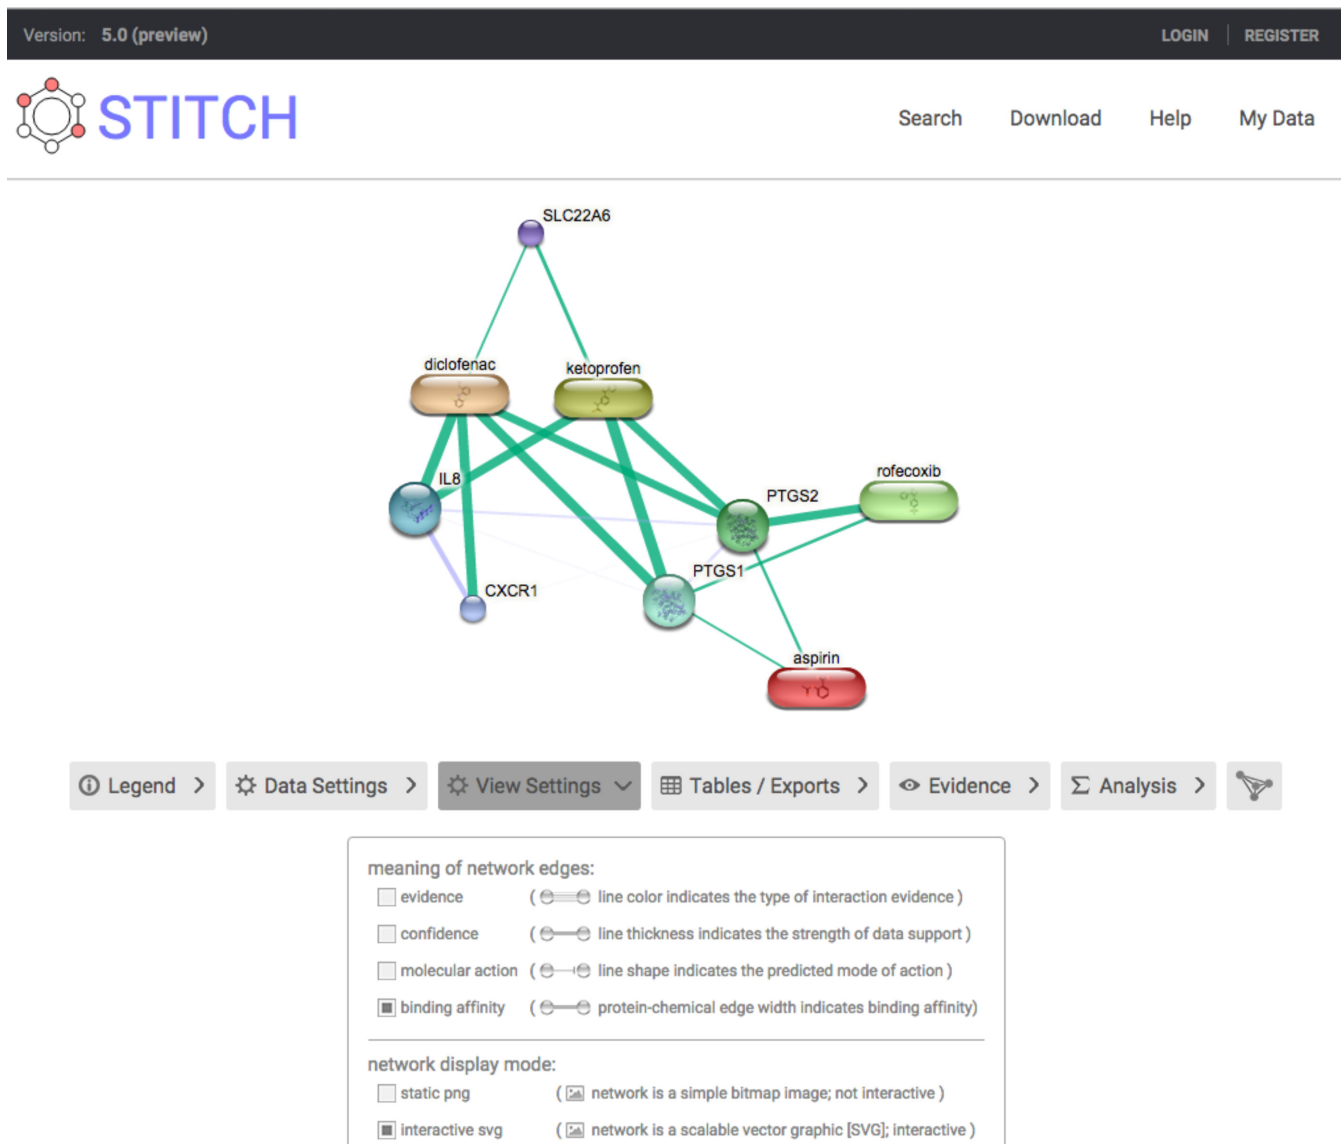 Version: 5.0 (preview)
LOGIN REGISTER
STITCH
Search Download Help My Data
SLC22A6
diclofenac
ketoprofen
rofecoxib
IL8
PTGS2
PTGS1
CXCR1
aspirin
Legend > Data Settings > View Settings Tables / Exports > Evidence > Σ Analysis >
meaning of network edges:
evidence ( line color indicates the type of interaction evidence )
confidence ( line thickness indicates the strength of data support )
molecular action ( line shape indicates the predicted mode of action )
binding affinity ( protein-chemical edge width indicates binding affinity)
network display mode:
static png ( network is a simple bitmap image; not interactive )
interactive svg ( network is a scalable vector graphic [SVG]; interactive )